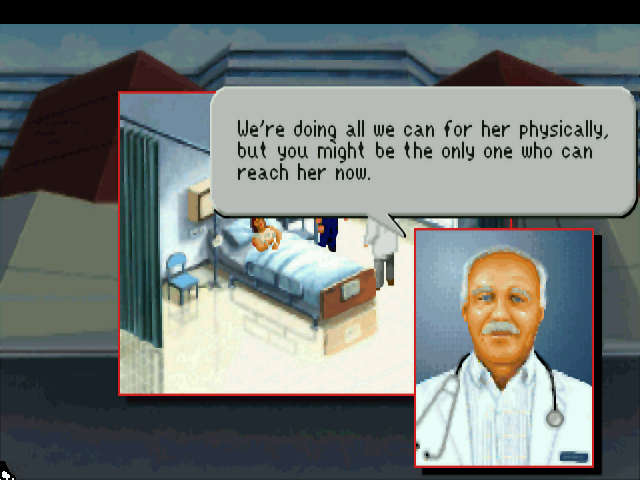 We're doing all we can for her physically,
but you might be the only one who can
reach her now.